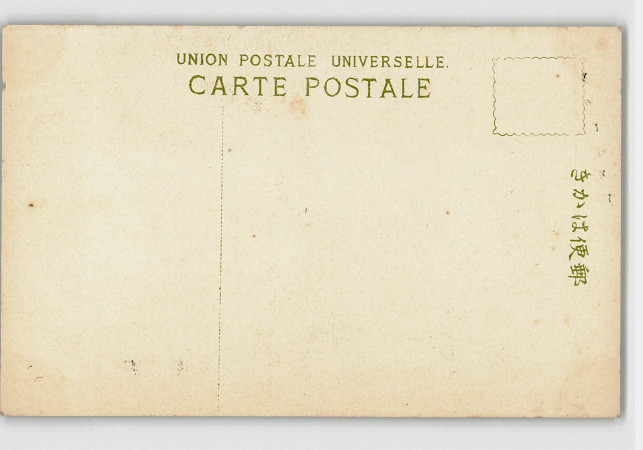 UNION POSTALE UNIVERSELLE.
CARTE POSTALE
きかは便郵